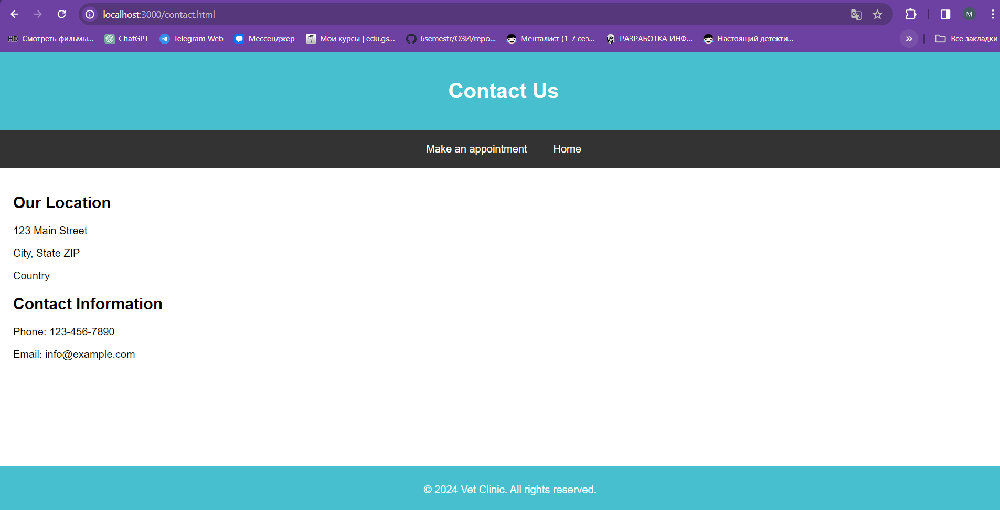 localhost:3000/contact.html
M
HD Смотреть фильмы... ChatGPT Telegram Web Мессенджер Мои курсы | edu.gs... 6semestr/ОЗИ/repo... Менталист (1-7 сез... РАЗРАБОТКА ИНФ... Настоящий детекти... » Все закладки
Contact Us
Make an appointment Home
Our Location
123 Main Street
City, State ZIP
Country
Contact Information
Phone: 123-456-7890
Email: info@example.com
© 2024 Vet Clinic. All rights reserved.